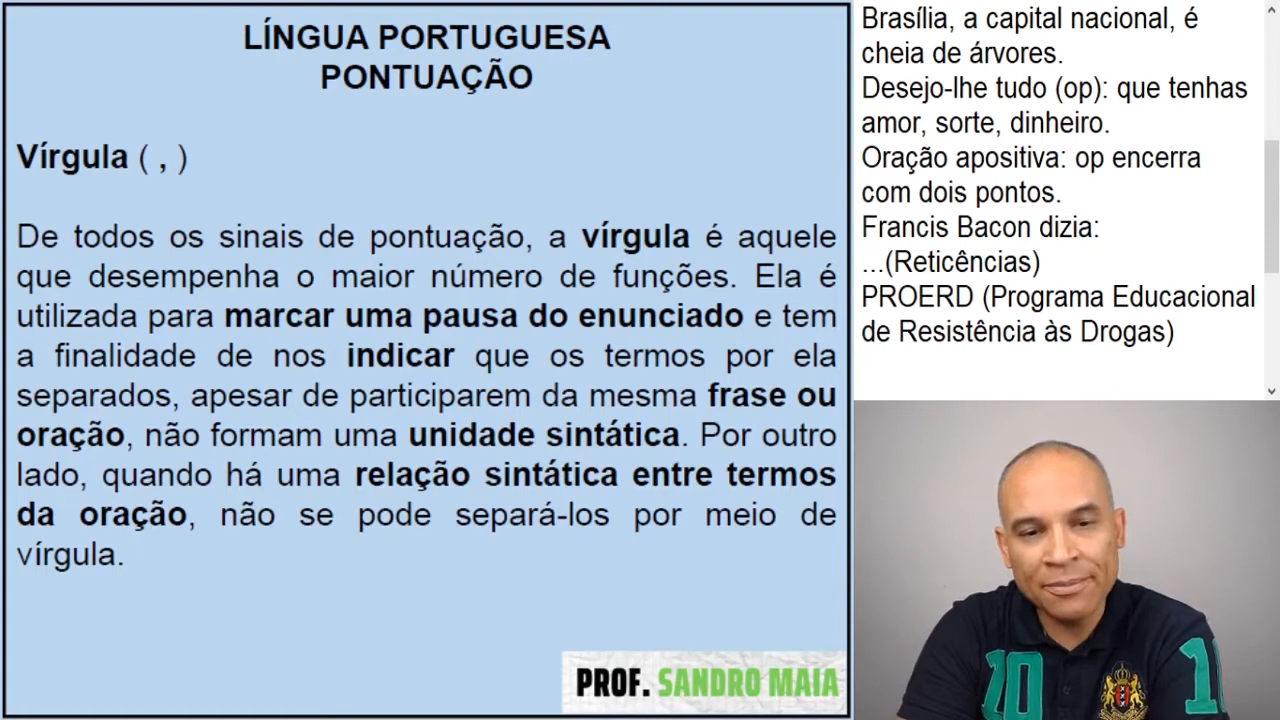 LÍNGUA PORTUGUESA
PONTUAÇÃO
Vírgula ( , )
De todos os sinais de pontuação, a vírgula é aquele
que desempenha o maior número de funções. Ela é
utilizada para marcar uma pausa do enunciado e tem
a finalidade de nos indicar que os termos por ela
separados, apesar de participarem da mesma frase ou
oração, não formam uma unidade sintática. Por outro
lado, quando há uma relação sintática entre termos
da oração, não se pode separá-los por meio de
vírgula.
PROF. SANDRO MAIA
Brasília, a capital nacional, é
cheia de árvores.
Desejo-lhe tudo (op): que tenhas
amor, sorte, dinheiro.
Oração apositiva: op encerra
com dois pontos.
Francis Bacon dizia:
...(Reticências)
PROERD (Programa Educacional
de Resistência às Drogas)
10
1